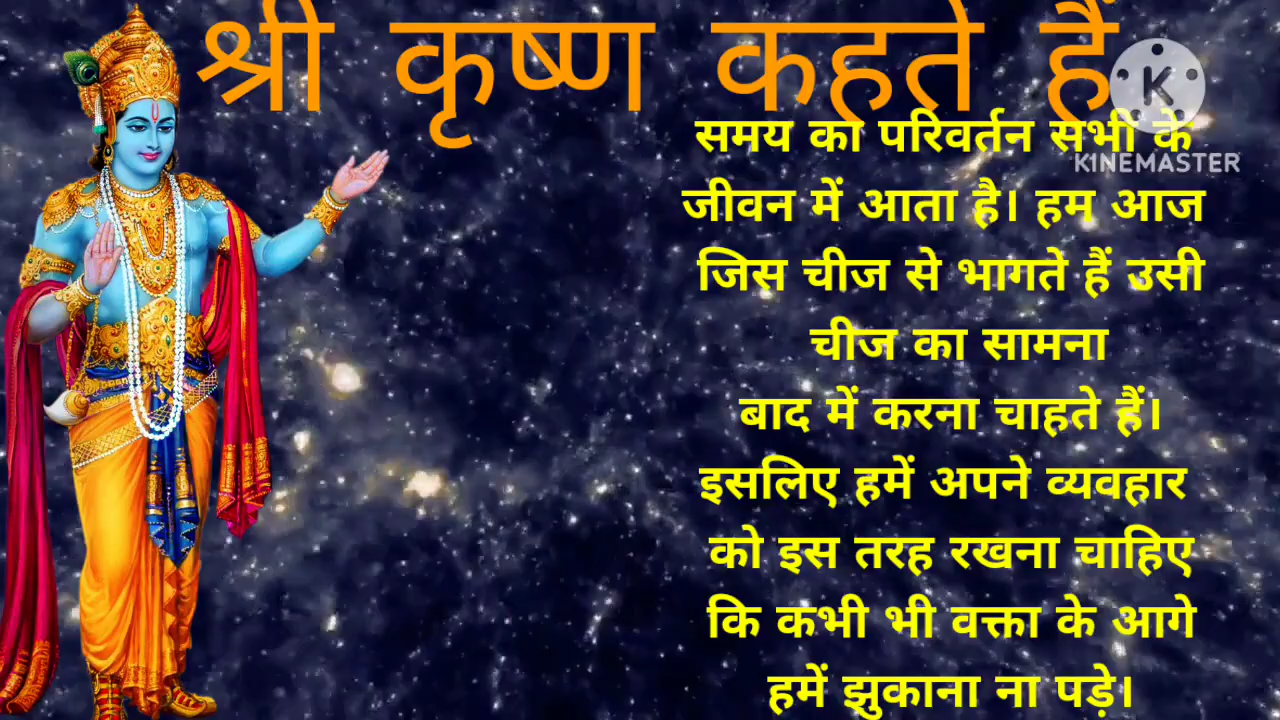 श्री कृष्ण कहते हैं
K
KINEMASTER
समय का परिवर्तन सभी के
जीवन में आता है। हम आज
जिस चीज से भागते हैं उसी
चीज का सामना
बाद में करना चाहते हैं।
इसलिए हमें अपने व्यवहार
को इस तरह रखना चाहिए
कि कभी भी वक्ता के आगे
हमें झुकाना ना पड़े।